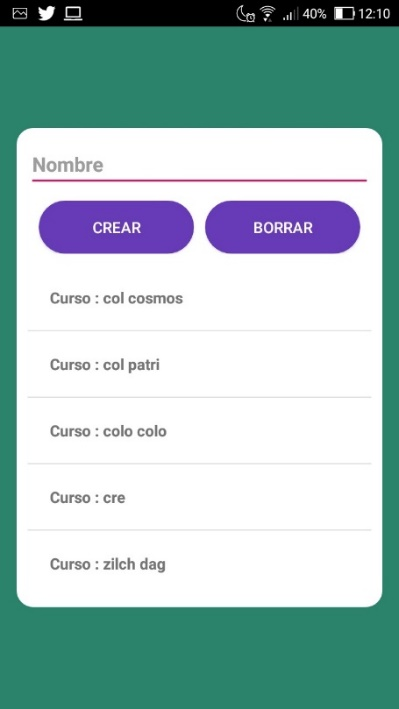 40% 12:10
Nombre
CREAR BORRAR
Curso : col cosmos
Curso : col patri
Curso : colo colo
Curso : cre
Curso : zilch dag